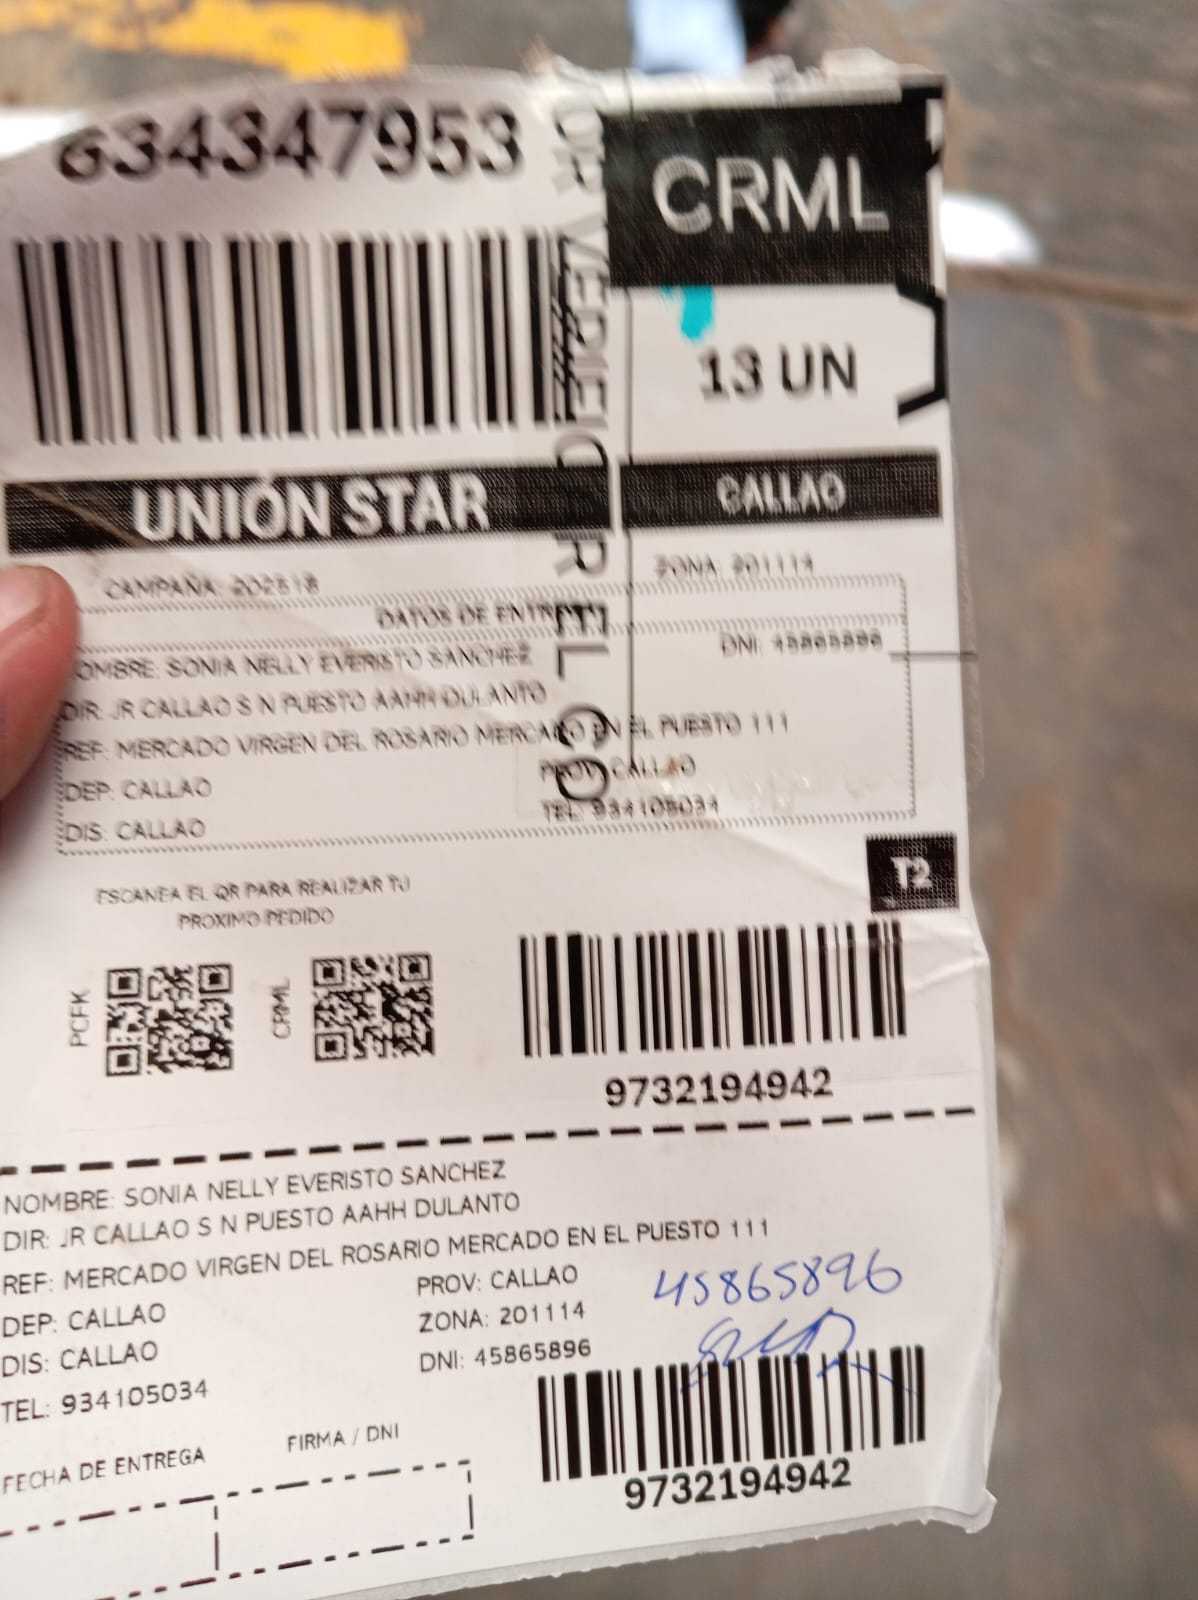 634347953
CRML
13 UN
UNIÓN STAR
CALLAO
CAMPAÑA: 202518
ZONA: 201114
DATOS DE ENTR
DNI: 45865896
OMBRE: SONIA NELLY EVERISTO SANCHEZ
DIR: JR CALLAO S N PUESTO AAHH DULANTO
REF: MERCADO VIRGEN DEL ROSARIO MERCADO EN EL PUESTO 111
DEP: CALLAO
PROV: CALLAO
DIS: CALLAO
TEL: 934105034
T2
ESCANEA EL QR PARA REALIZAR TU
PROXIMO PEDIDO
PCFK
CRML
9732194942
NOMBRE: SONIA NELLY EVERISTO SANCHEZ
DIR: JR CALLAO S N PUESTO AAHH DULANTO
REF: MERCADO VIRGEN DEL ROSARIO MERCADO EN EL PUESTO 111
DEP: CALLAO
PROV: CALLAO
45865896
DIS: CALLAO
ZONA: 201114
TEL: 934105034
DNI: 45865896
FECHA DE ENTREGA
FIRMA / DNI
9732194942